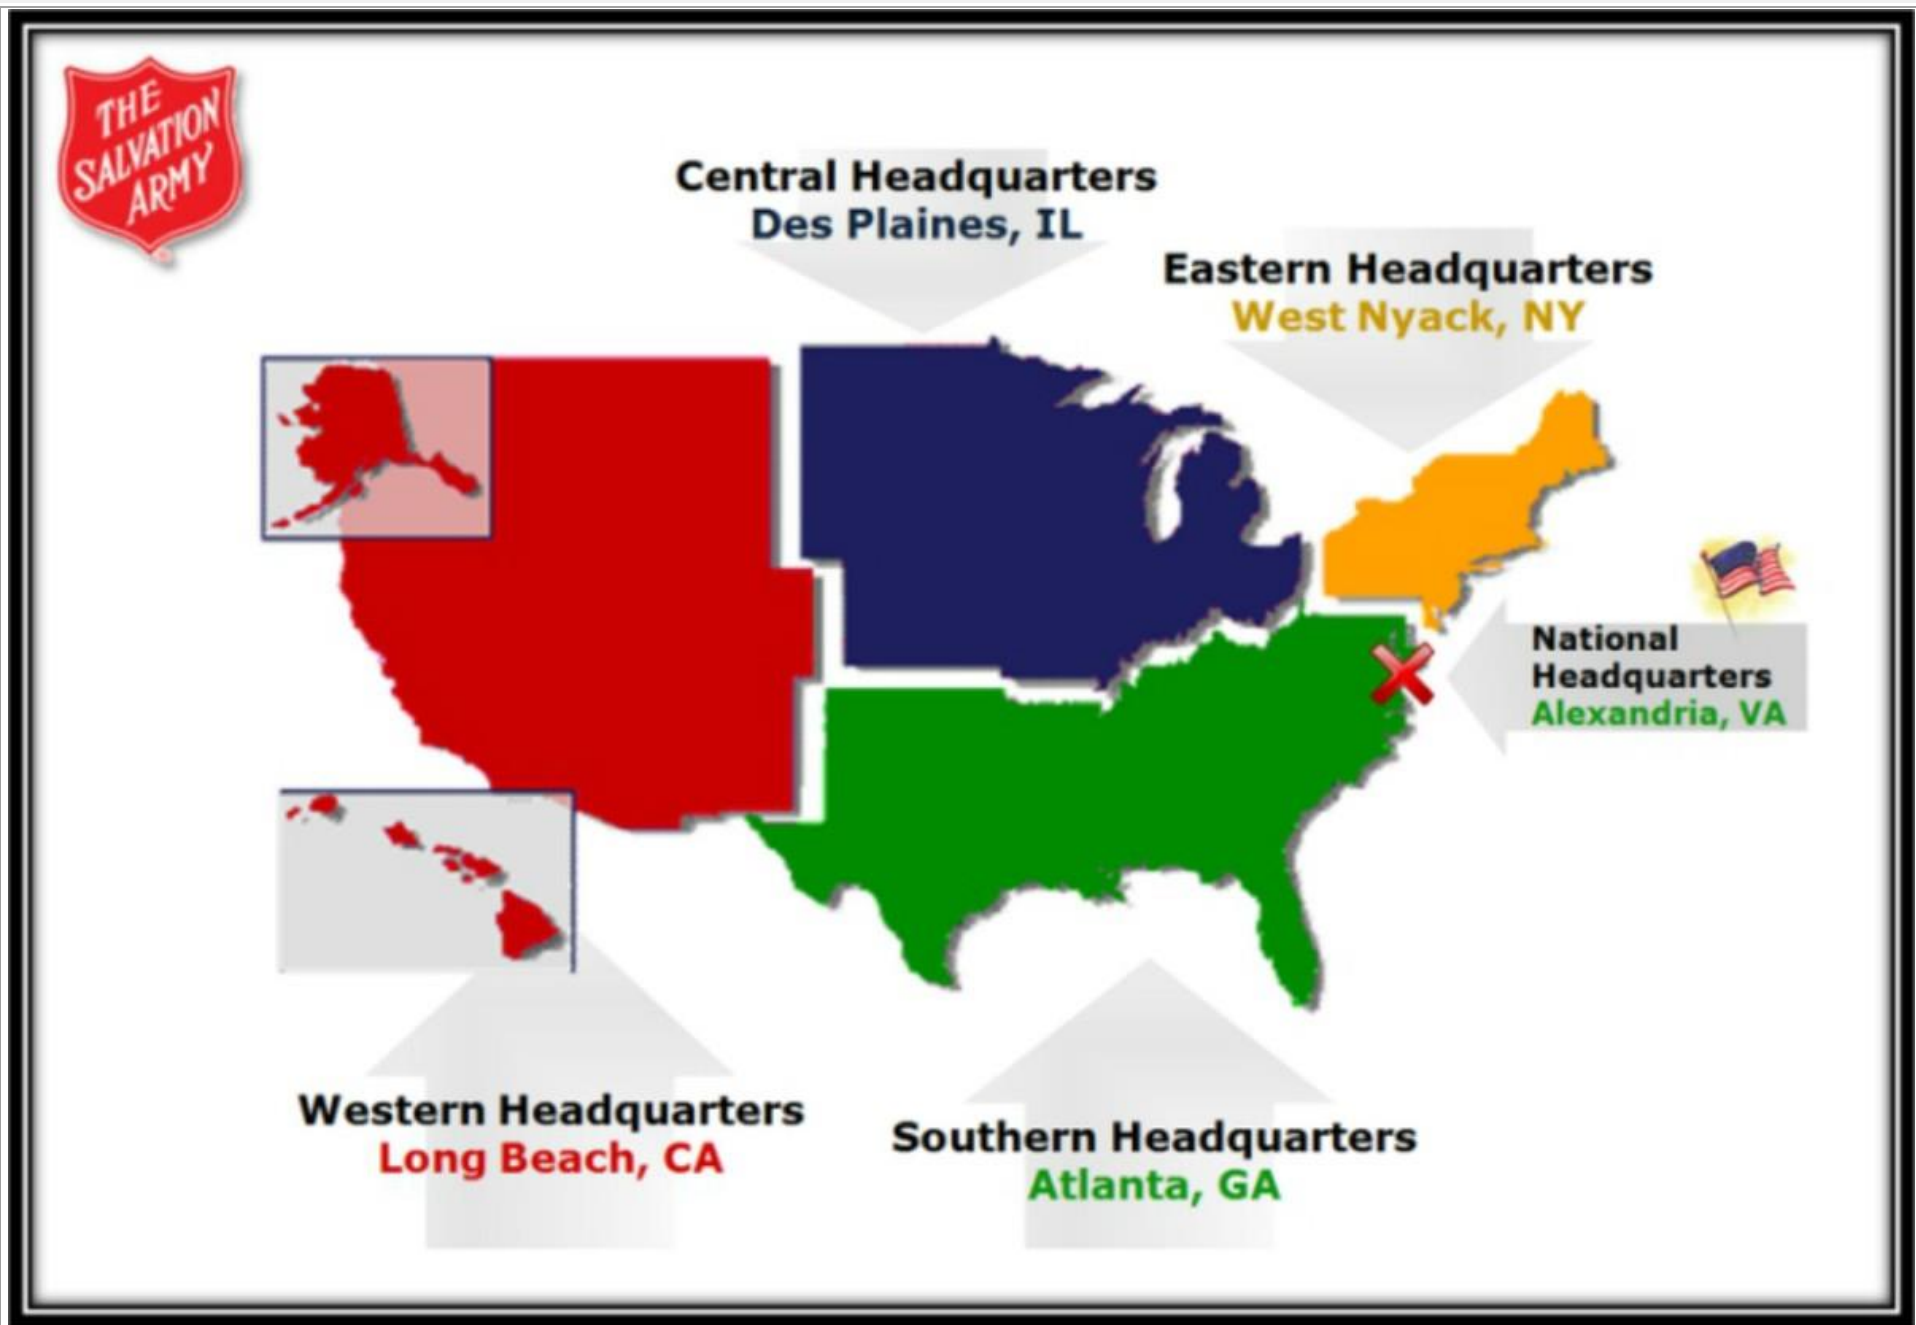 THE
SALVATION
ARMY
Central Headquarters
Des Plaines, IL
Eastern Headquarters
West Nyack, NY
National
Headquarters
Alexandria, VA
Western Headquarters
Long Beach, CA
Southern Headquarters
Atlanta, GA